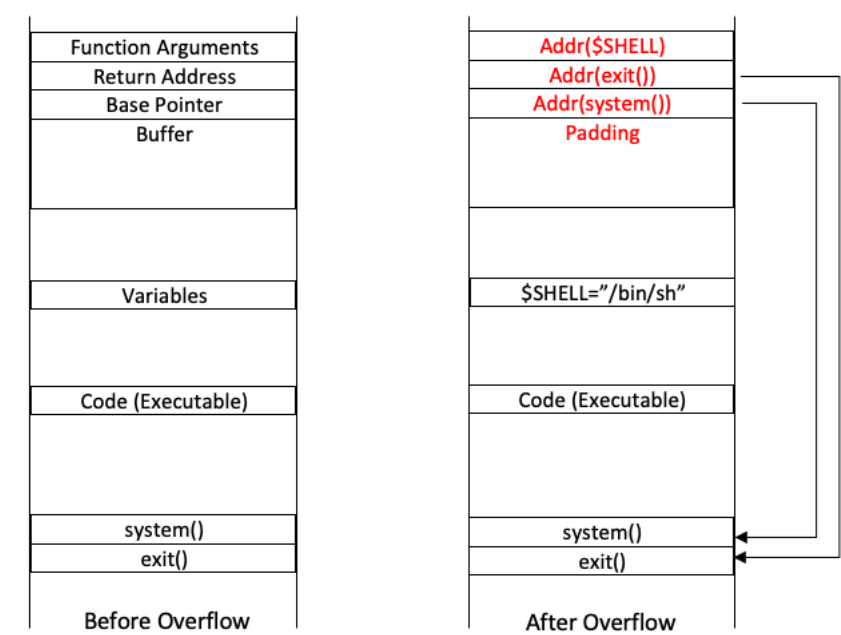 Function Arguments
Return Address
Base Pointer
Buffer
Variables
Code (Executable)
system()
exit()
Before Overflow
Addr($SHELL)
Addr(exit())
Addr(system())
Padding
$SHELL=”/bin/sh”
Code (Executable)
system()
exit()
After Overflow